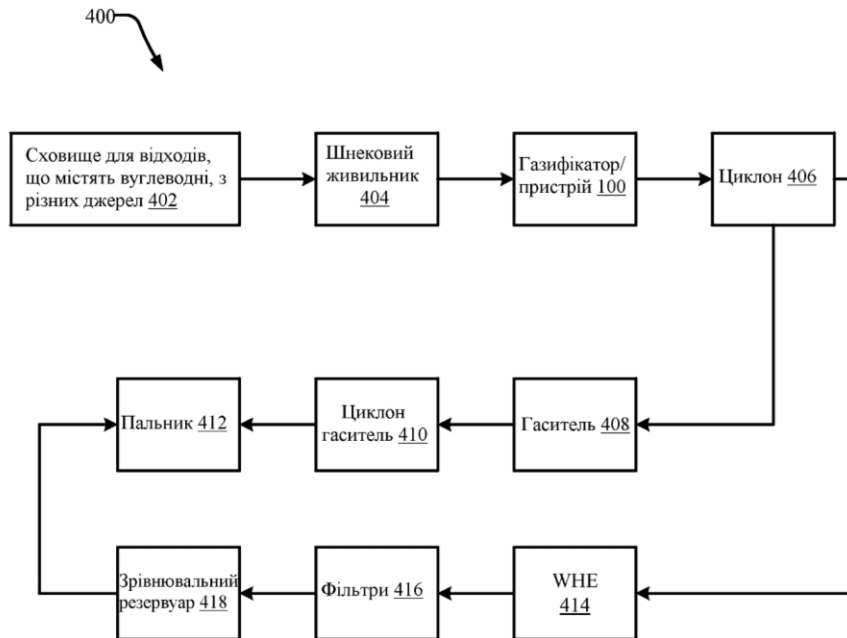 400
Сховище для відходів,
що містять вуглеводні, з
різних джерел 402
Шнековий
живильник
404
Газифікатор/
пристрій 100
Циклон 406
Пальник 412
Циклон
гаситель 410
Гаситель 408
Зрівнювальний
резервуар 418
Фільтри 416
WHE
414